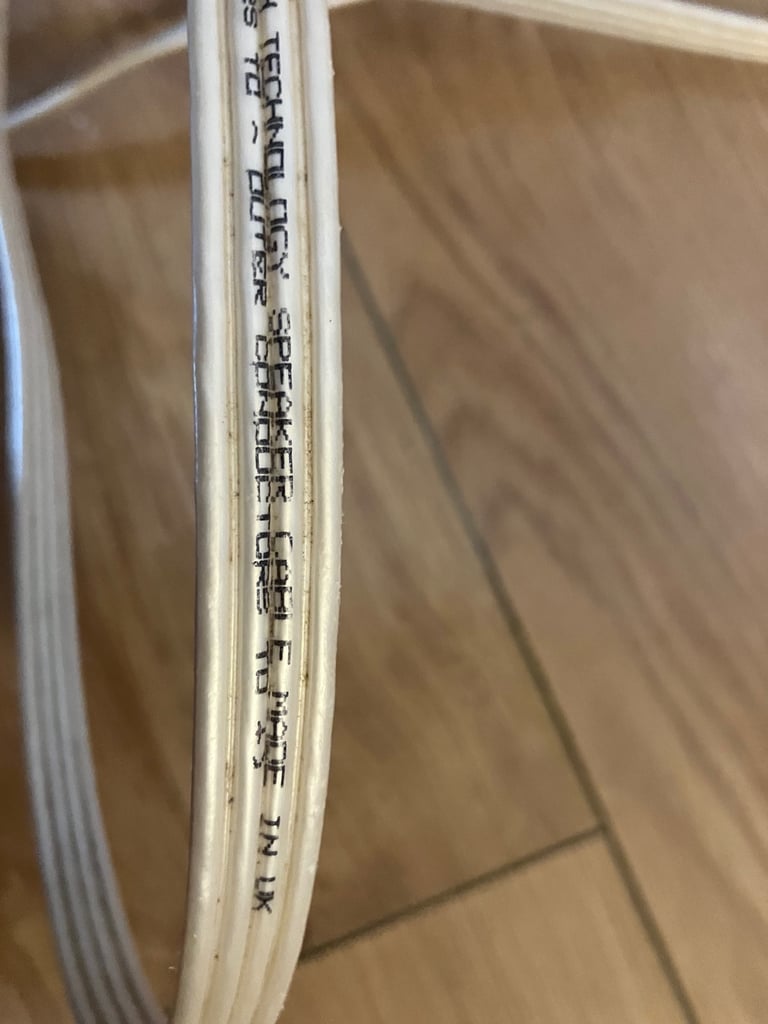 TECHNOLOGY SPEAKER CABLE MADE IN UK
TO - OUTER CONDUCTORS TO +